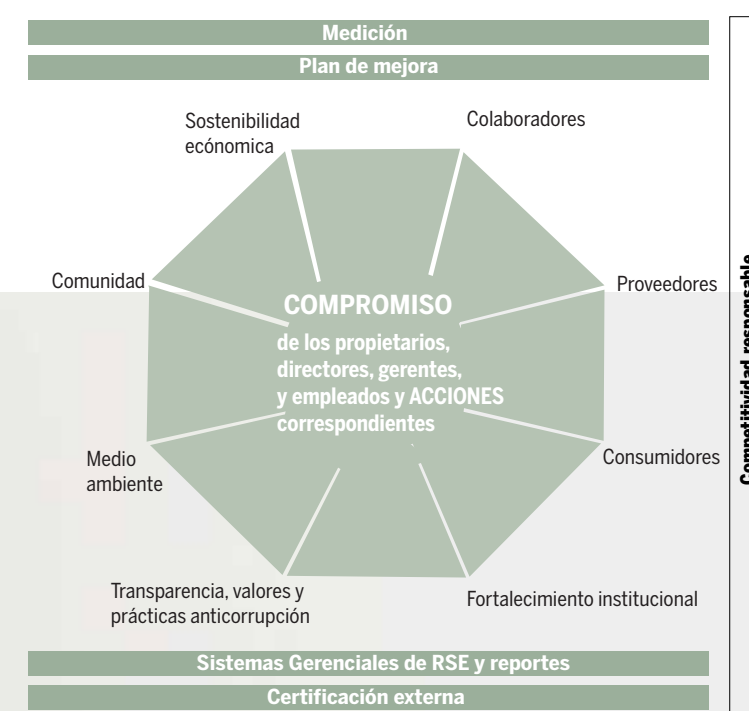 Medición
Plan de mejora
Sostenibilidad
ecónomica
Colaboradores
Comunidad
Proveedores
COMPROMISO
de los propietarios,
directores, gerentes,
y empleados y ACCIONES
correspondientes
Medio
ambiente
Consumidores
Transparencia, valores y
prácticas anticorrupción
Fortalecimiento institucional
Sistemas Gerenciales de RSE y reportes
Certificación externa
Competitividad responsable